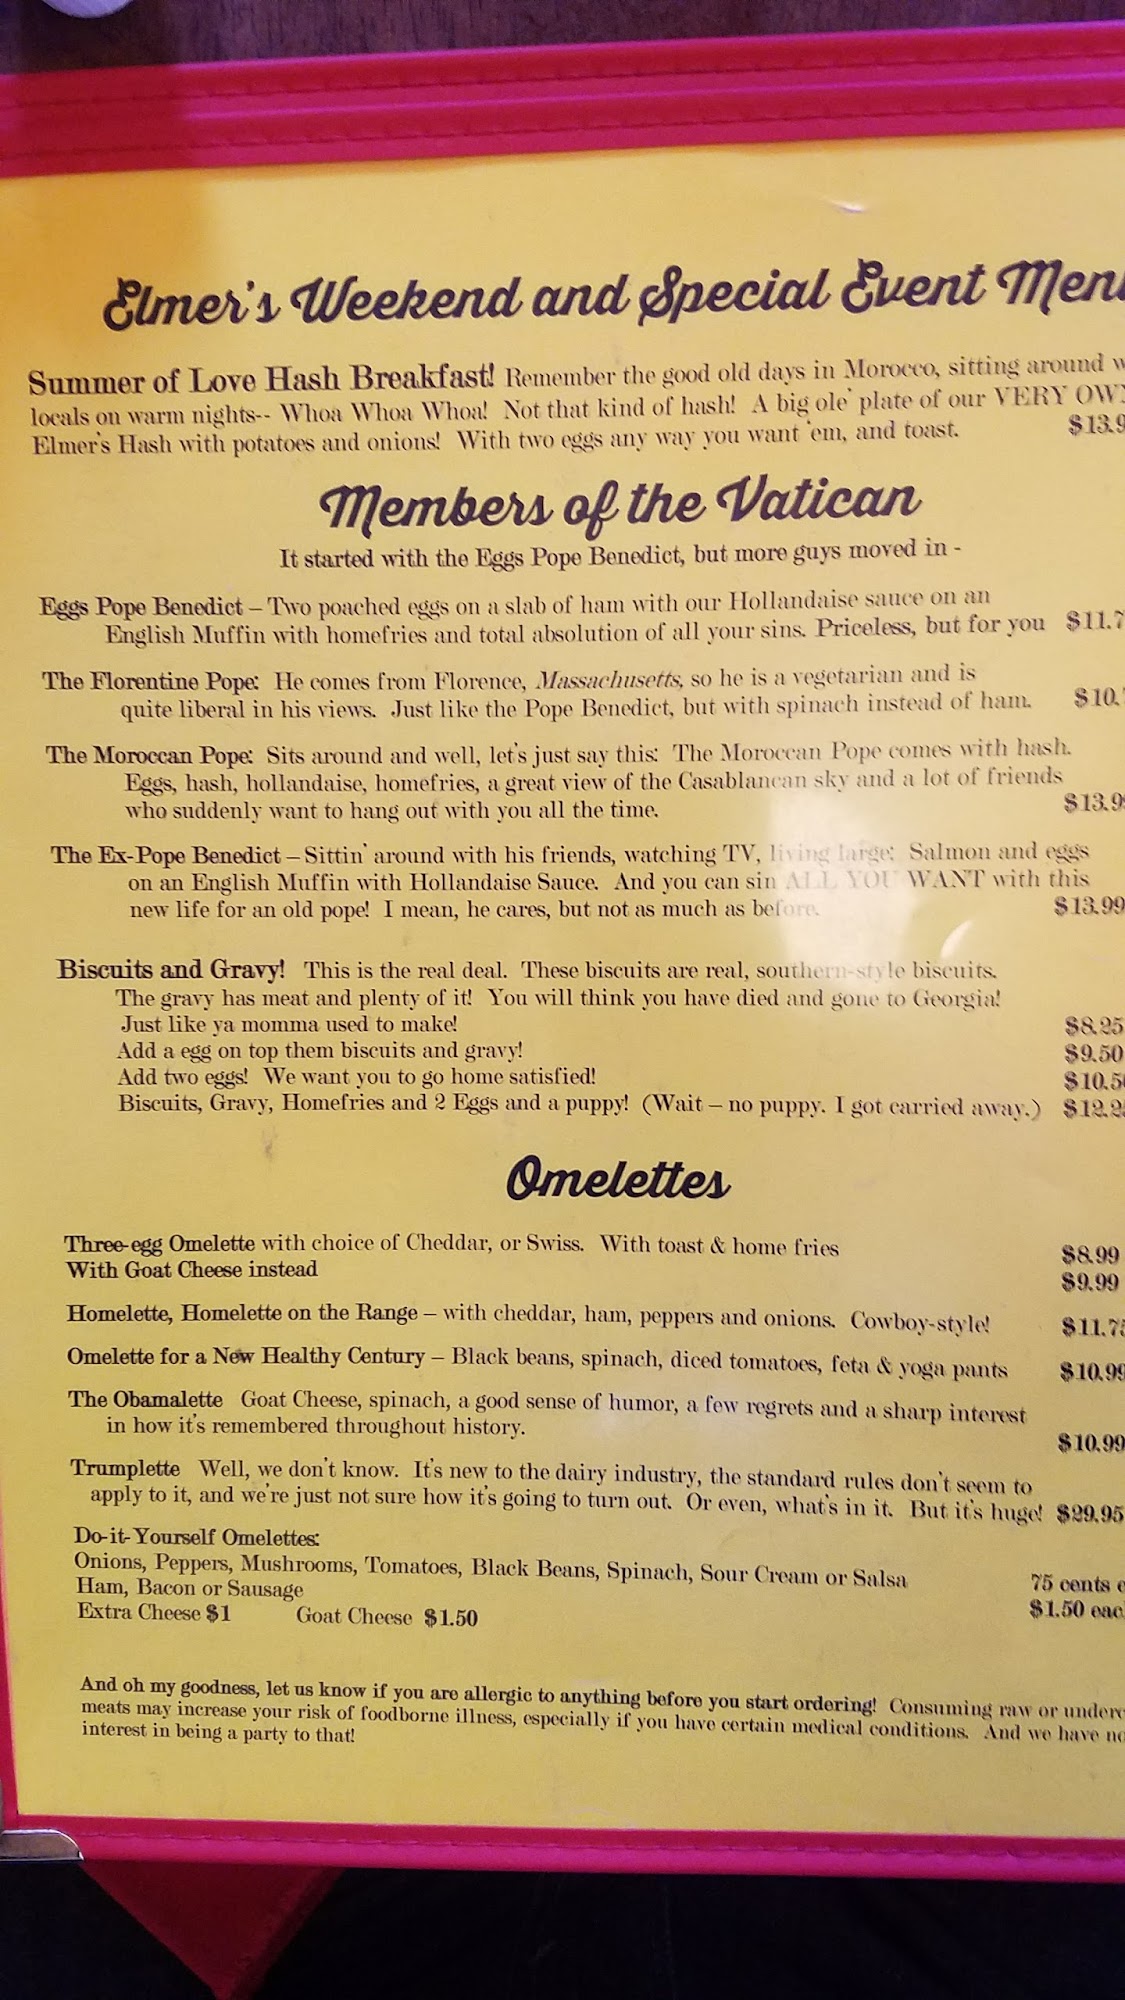 Elmer's Weekend and Special Event Men
Summer of Love Hash Breakfast! Remember the good old days in Morocco, sitting around w
locals on warm nights-- Whoa Whoa Whoa! Not that kind of hash! A big ole' plate of our VERY OW
Elmer's Hash with potatoes and onions! With two eggs any way you want 'em, and toast. $13.9
Members of the Vatican
It started with the Eggs Pope Benedict, but more guys moved in -
Eggs Pope Benedict – Two poached eggs on a slab of ham with our Hollandaise sauce on an
English Muffin with homefries and total absolution of all your sins. Priceless, but for you $11.7
The Florentine Pope: He comes from Florence, Massachusetts, so he is a vegetarian and is
quite liberal in his views. Just like the Pope Benedict, but with spinach instead of ham. $10.
The Moroccan Pope: Sits around and well, let's just say this: The Moroccan Pope comes with hash.
Eggs, hash, hollandaise, homefries, a great view of the Casablancan sky and a lot of friends
who suddenly want to hang out with you all the time. $13.9
The Ex-Pope Benedict – Sittin' around with his friends, watching TV, living large: Salmon and eggs
on an English Muffin with Hollandaise Sauce. And you can sin ALL YOU WANT with this
new life for an old pope! I mean, he cares, but not as much as before. $13.99
Biscuits and Gravy! This is the real deal. These biscuits are real, southern-style biscuits.
The gravy has meat and plenty of it! You will think you have died and gone to Georgia!
Just like ya momma used to make! $8.25
Add a egg on top them biscuits and gravy! $9.50
Add two eggs! We want you to go home satisfied! $10.5
Biscuits, Gravy, Homefries and 2 Eggs and a puppy! (Wait – no puppy. I got carried away.) $12.2
Omelettes
Three-egg Omelette with choice of Cheddar, or Swiss. With toast & home fries $8.99
With Goat Cheese instead $9.99
Homelette, Homelette on the Range – with cheddar, ham, peppers and onions. Cowboy-style! $11.75
Omelette for a New Healthy Century – Black beans, spinach, diced tomatoes, feta & yoga pants $10.99
The Obamalette Goat Cheese, spinach, a good sense of humor, a few regrets and a sharp interest
in how it's remembered throughout history. $10.99
Trumplette Well, we don't know. It's new to the dairy industry, the standard rules don't seem to
apply to it, and we're just not sure how it's going to turn out. Or even, what's in it. But it's huge! $29.95
Do-it-Yourself Omelettes:
Onions, Peppers, Mushrooms, Tomatoes, Black Beans, Spinach, Sour Cream or Salsa 75 cents e
Ham, Bacon or Sausage $1.50 eac
Extra Cheese $1 Goat Cheese $1.50
And oh my goodness, let us know if you are allergic to anything before you start ordering! Consuming raw or underc
meats may increase your risk of foodborne illness, especially if you have certain medical conditions. And we have no
interest in being a party to that!